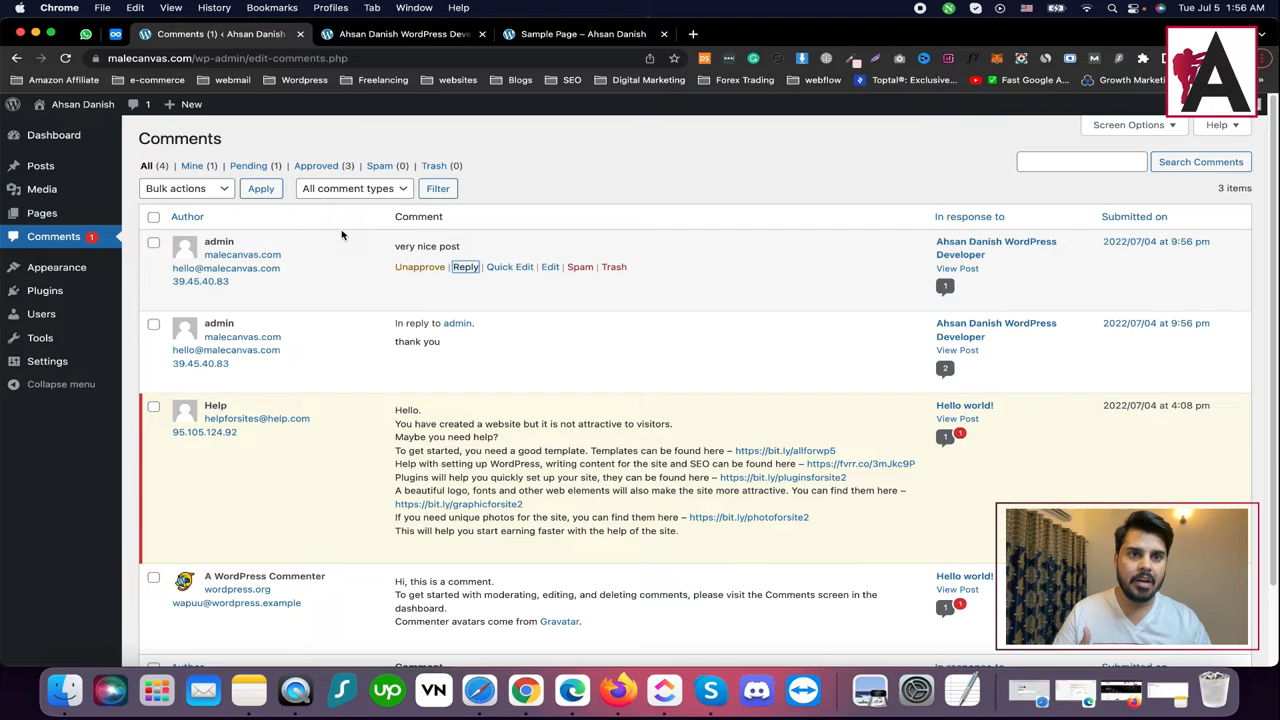 Chrome File Edit View History Bookmarks Profiles Tab Window Help
Tue Jul 5 1:56 AM
Comments (1) ‹ Ahsan Danish
Ahsan Danish WordPress Deve
Sample Page – Ahsan Danish
malecanvas.com/wp-admin/edit-comments.php
Amazon Affiliate e-commerce webmail Freelancing websites Blogs SEO Digital Marketing Forex Trading webflow Toptal®: Exclusive... Fast Google A... Growth Marketi
A
Ahsan Danish 1 New
Screen Options Help
Dashboard
Posts
Media
Pages
Comments 1
Appearance
Plugins
Users
Tools
Settings
Collapse menu
Comments
All (4) | Mine (1) | Pending (1) | Approved (3) | Spam (0) | Trash (0)
Search Comments
Bulk actions Apply All comment types Filter
3 items
Author Comment In response to Submitted on
admin
malecanvas.com
hello@malecanvas.com
39.45.40.83
very nice post
Unapprove | Reply | Quick Edit | Edit | Spam | Trash
Ahsan Danish WordPress
Developer
View Post
1
2022/07/04 at 9:56 pm
admin
malecanvas.com
hello@malecanvas.com
39.45.40.83
In reply to admin.
thank you
Ahsan Danish WordPress
Developer
View Post
2
2022/07/04 at 9:56 pm
Help
helpforsites@help.com
95.105.124.92
Hello.
You have created a website but it is not attractive to visitors.
Maybe you need help?
To get started, you need a good template. Templates can be found here – https://bit.ly/allforwp5
Help with setting up WordPress, writing content for the site and SEO can be found here – https://fvrr.co/3mJkc9P
Plugins will help you quickly set up your site, they can be found here – https://bit.ly/pluginsforsite2
A beautiful logo, fonts and other web elements will also make the site more attractive. You can find them here –
https://bit.ly/graphicforsite2
If you need unique photos for the site, you can find them here – https://bit.ly/photoforsite2
This will help you start earning faster with the help of the site.
Hello world!
View Post
1 1
2022/07/04 at 4:08 pm
A WordPress Commenter
wordpress.org
wapuu@wordpress.example
Hi, this is a comment.
To get started with moderating, editing, and deleting comments, please visit the Comments screen in the
dashboard.
Commenter avatars come from Gravatar.
Hello world!
View Post
1 1
Author Comment
up VN